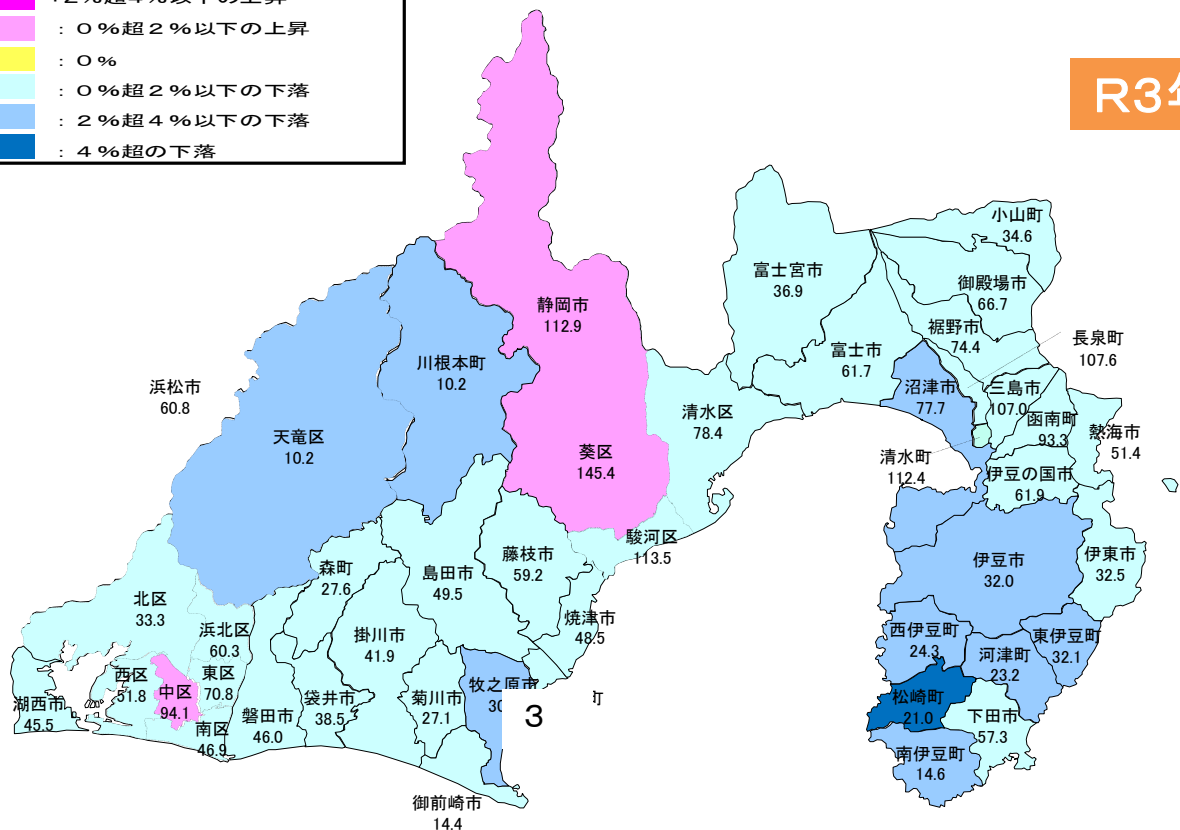 ：０％超２％以下の上昇
：０％
：０％超２％以下の下落
：２％超４％以下の下落
：４％超の下落
R3
小山町
34.6
富士宮市
36.9
御殿場市
66.7
静岡市
112.9
裾野市
74.4
長泉町
107.6
富士市
61.7
川根本町
10.2
浜松市
60.8
沼津市
77.7
三島市
107.0
清水区
78.4
函南町
93.3
熱海市
51.4
天竜区
10.2
葵区
145.4
清水町
112.4
伊豆の国市
61.9
駿河区
113.5
藤枝市
59.2
伊豆市
32.0
伊東市
32.5
森町
27.6
島田市
49.5
北区
33.3
焼津市
48.5
浜北区
60.3
掛川市
41.9
西伊豆町
24.3
東伊豆町
32.1
河津町
23.2
西区
51.8
東区
70.8
中区
94.1
牧之原市
菊川市
27.1
袋井市
38.5
湖西市
45.5
磐田市
46.0
松崎町
21.0
下田市
57.3
3
町
南区
46.9
南伊豆町
14.6
御前崎市
14.4